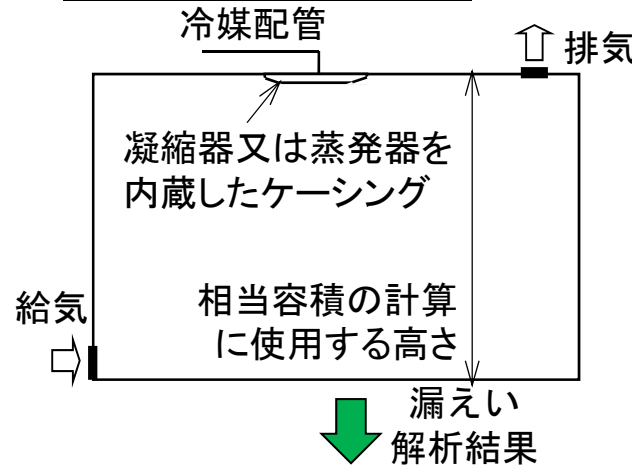 冷媒配管
排気
凝縮器又は蒸発器を
内蔵したケーシング
給気
相当容積の計算
に使用する高さ
漏えい
解析結果